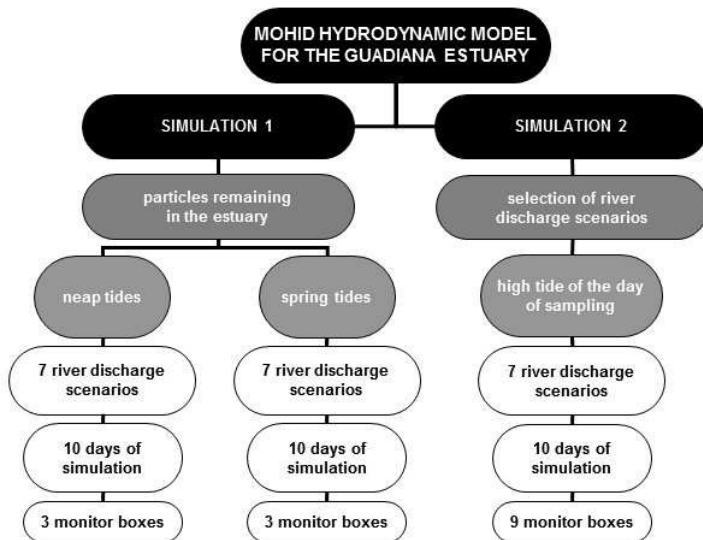 MOHID HYDRODYNAMIC MODEL
FOR THE GUADIANA ESTUARY
SIMULATION 1
SIMULATION 2
particles remaining
in the estuary
selection of river
discharge scenarios
neap tides
spring tides
high tide of the day
of sampling
7 river discharge
scenarios
7 river discharge
scenarios
7 river discharge
scenarios
10 days of
simulation
10 days of
simulation
10 days of
simulation
3 monitor boxes
3 monitor boxes
9 monitor boxes